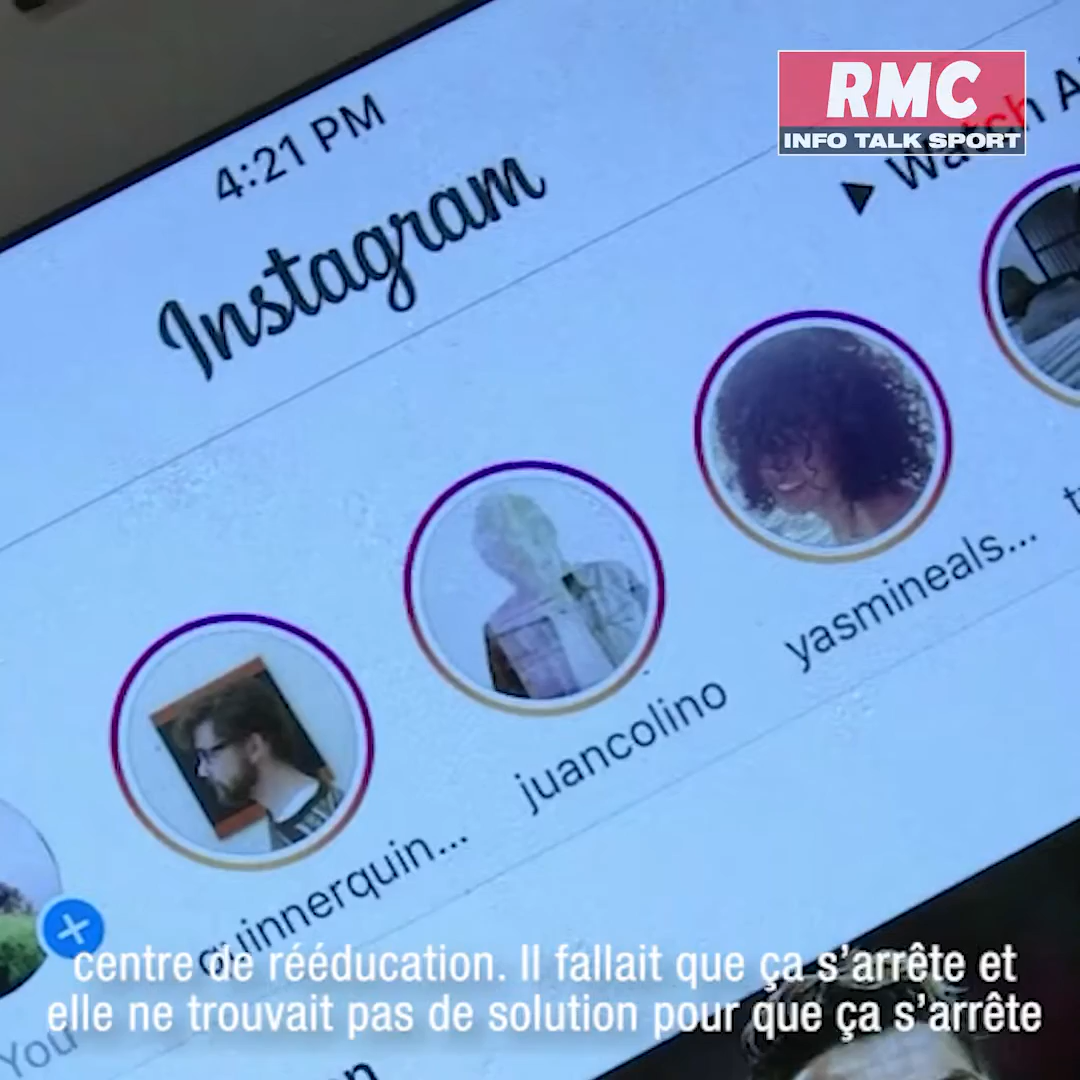 RMC
INFO TALK SPORT
4:21 PM
Instagram
Watch
yasmineals...
juancolino
quinnerquin...
You
centre de rééducation. Il fallait que ça s'arrête et
elle ne trouvait pas de solution pour que ça s'arrête